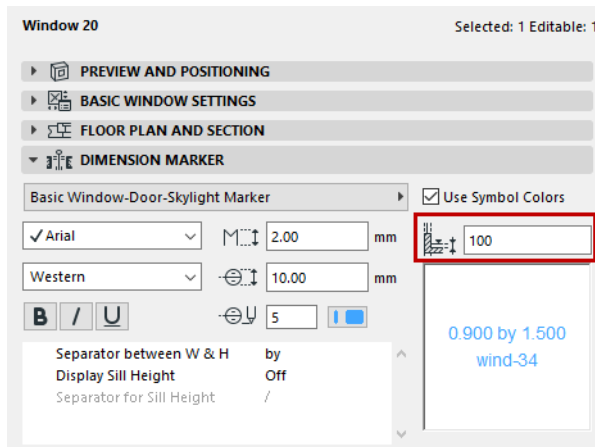 Window 20
Selected: 1 Editable: 1
PREVIEW AND POSITIONING
BASIC WINDOW SETTINGS
FLOOR PLAN AND SECTION
DIMENSION MARKER
Basic Window-Door-Skylight Marker
Use Symbol Colors
Arial
M
2.00
mm
100
Western
10.00
mm
B I U
5
0.900 by 1.500
wind-34
Separator between W & H by
Display Sill Height Off
Separator for Sill Height /